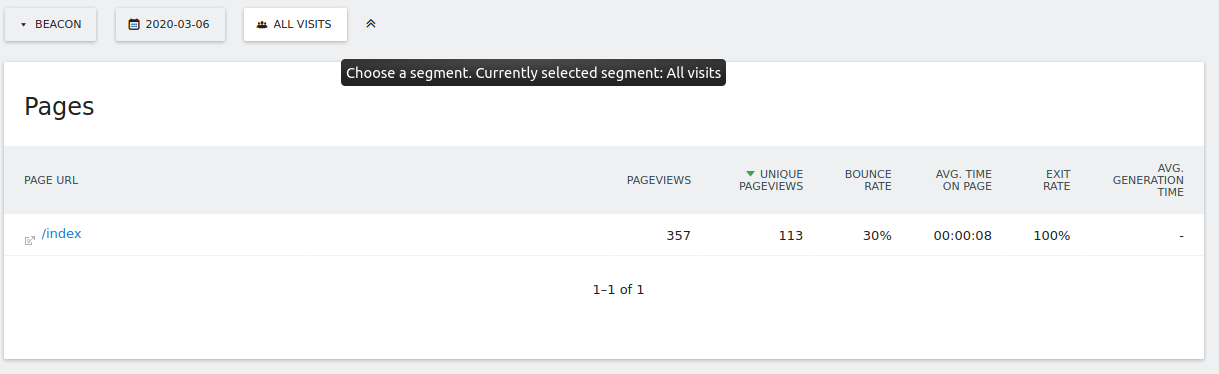 BEACON 2020-03-06 ALL VISITS
Choose a segment. Currently selected segment: All visits
Pages
PAGE URL PAGEVIEWS UNIQUE PAGEVIEWS BOUNCE RATE AVG. TIME ON PAGE EXIT RATE AVG. GENERATION TIME
/index 357 113 30% 00:00:08 100% -
1–1 of 1